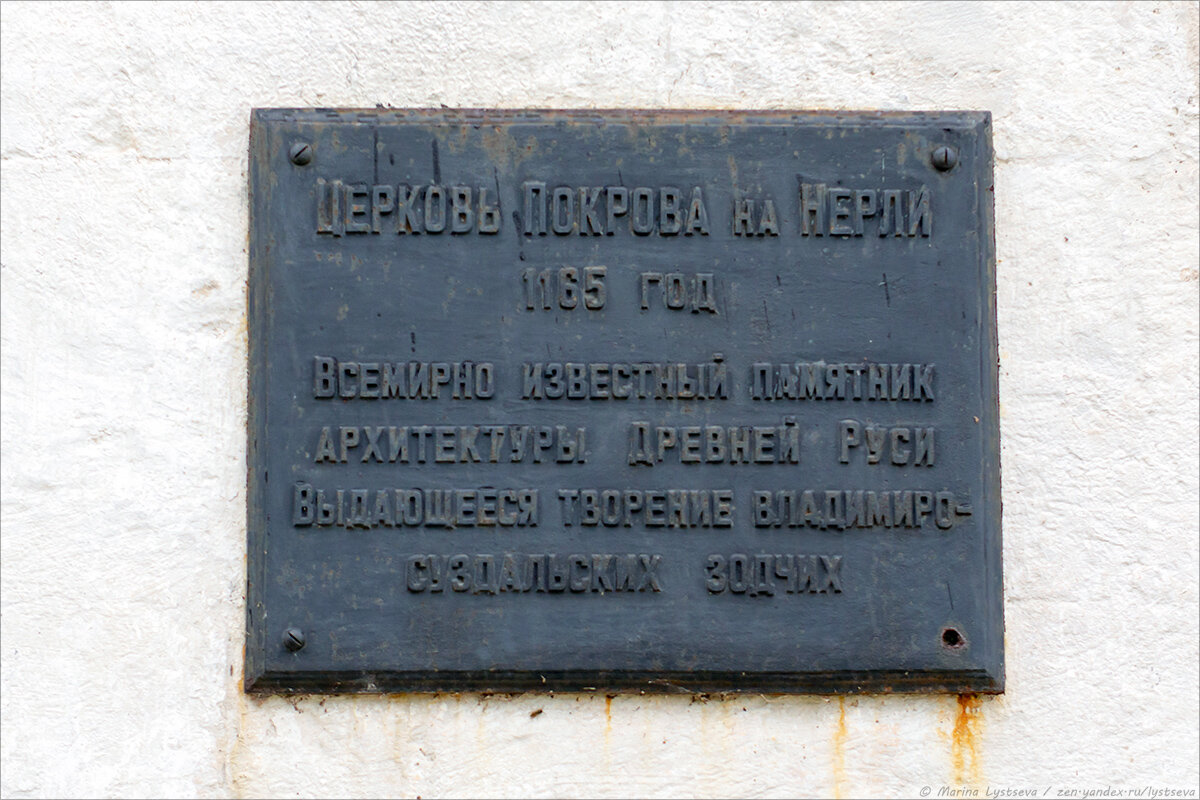 Церковь Покрова на Нерли
1165 год
Всемирно известный памятник
архитектуры Древней Руси
Выдающееся творение владимиро-
суздальских зодчих
© Marina Lystseva / zen.yandex.ru/lystseva